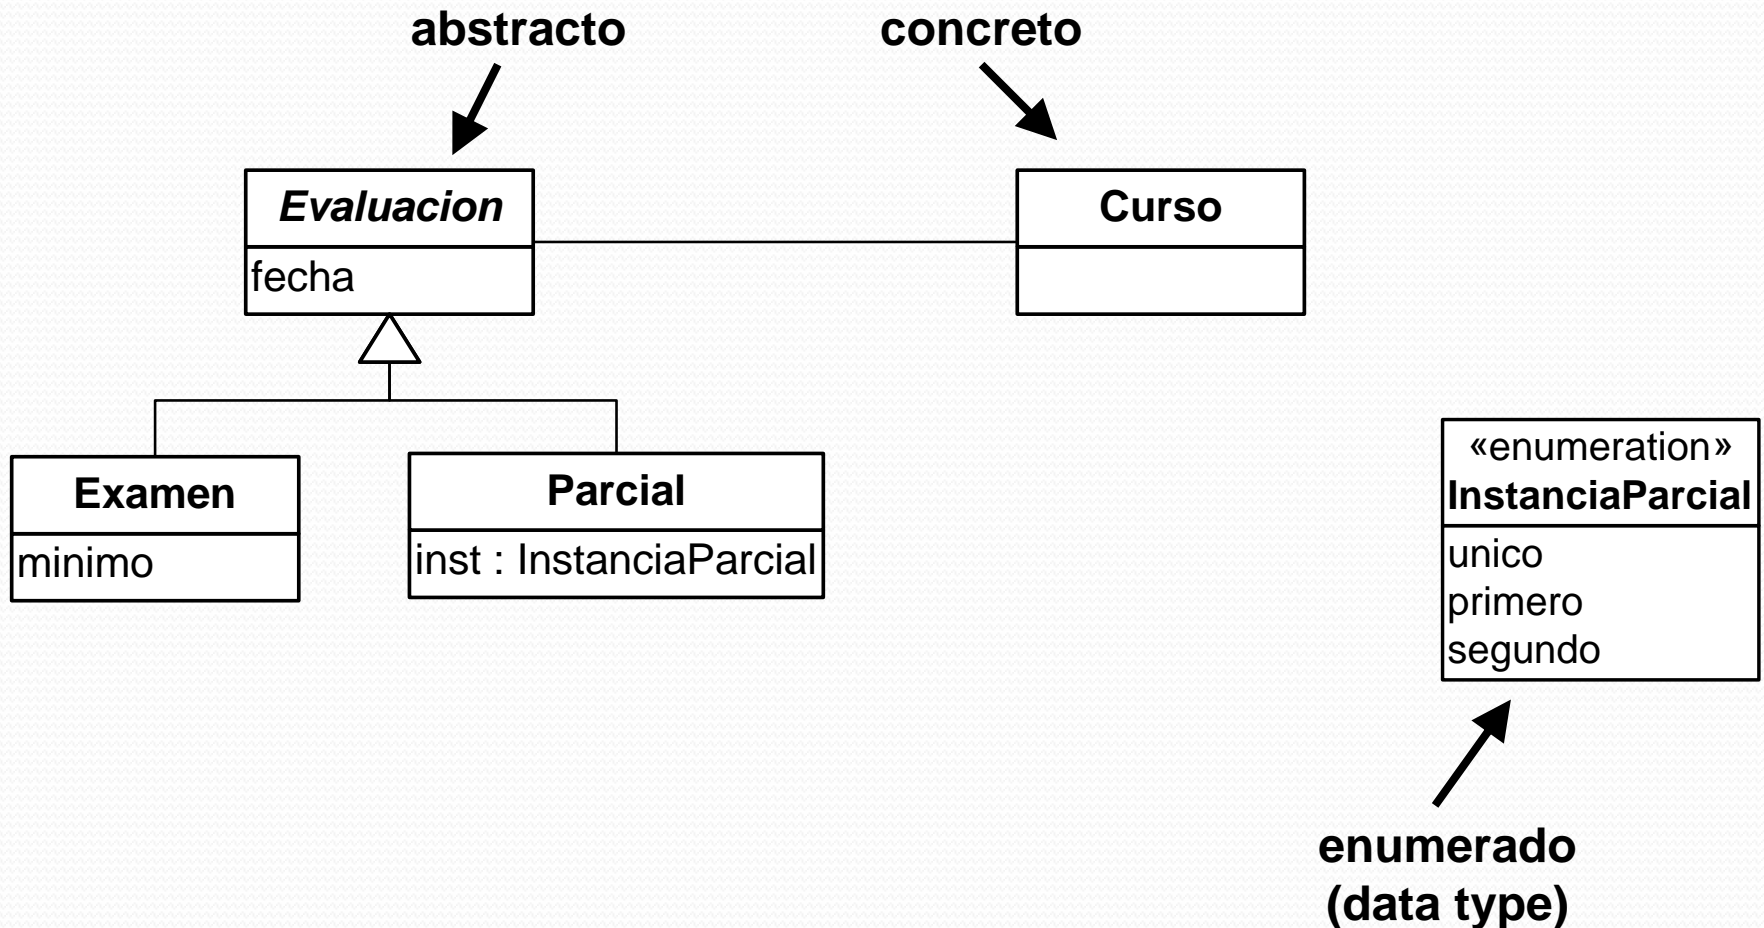 abstracto
concreto
Evaluacion
fecha
Curso
Examen
minimo
Parcial
inst : InstanciaParcial
«enumeration»
InstanciaParcial
unico
primero
segundo
enumerado
(data type)